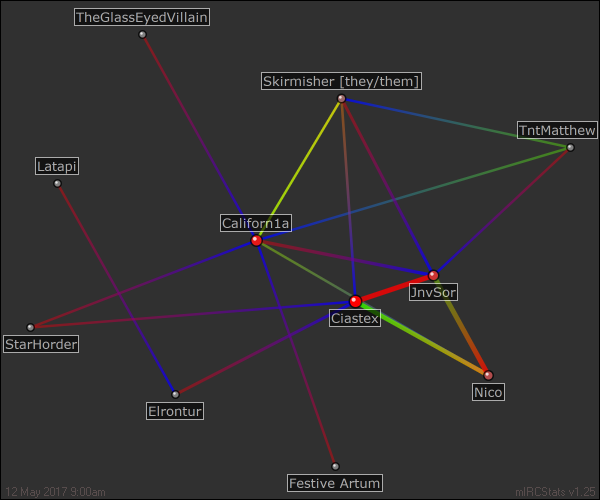 TheGlassEyedVillain
Skirmisher [they/them]
TntMatthew
Latapi
Californ1a
JnvSor
Ciastex
StarHorder
Nico
Elrontur
Festive Artum
12 May 2017 9:00am
mIRCStats v1.25